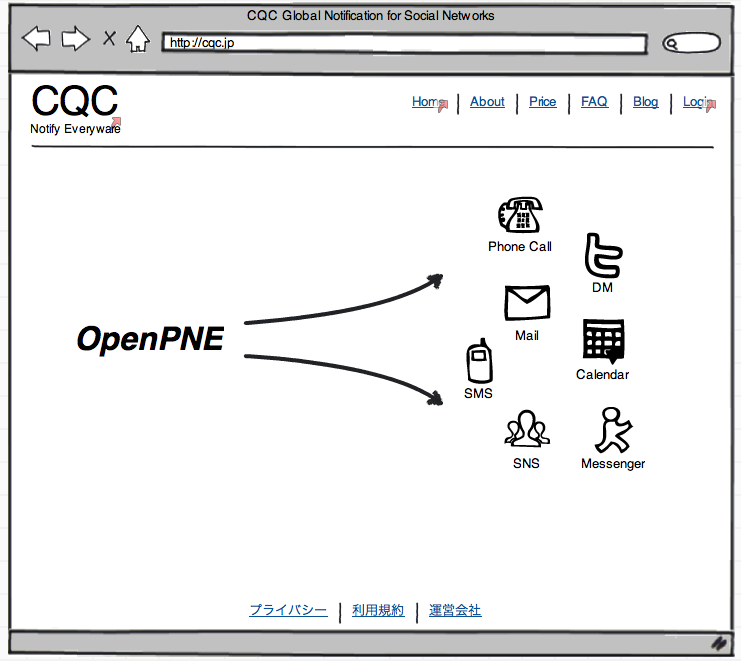 CQC Global Notification for Social Networks
http://cqc.jp
CQC
Notify Everyware
Home | About | Price | FAQ | Blog | Login
Phone Call
DM
Mail
OpenPNE
Calendar
SMS
SNS
Messenger
プライバシー | 利用規約 | 運営会社